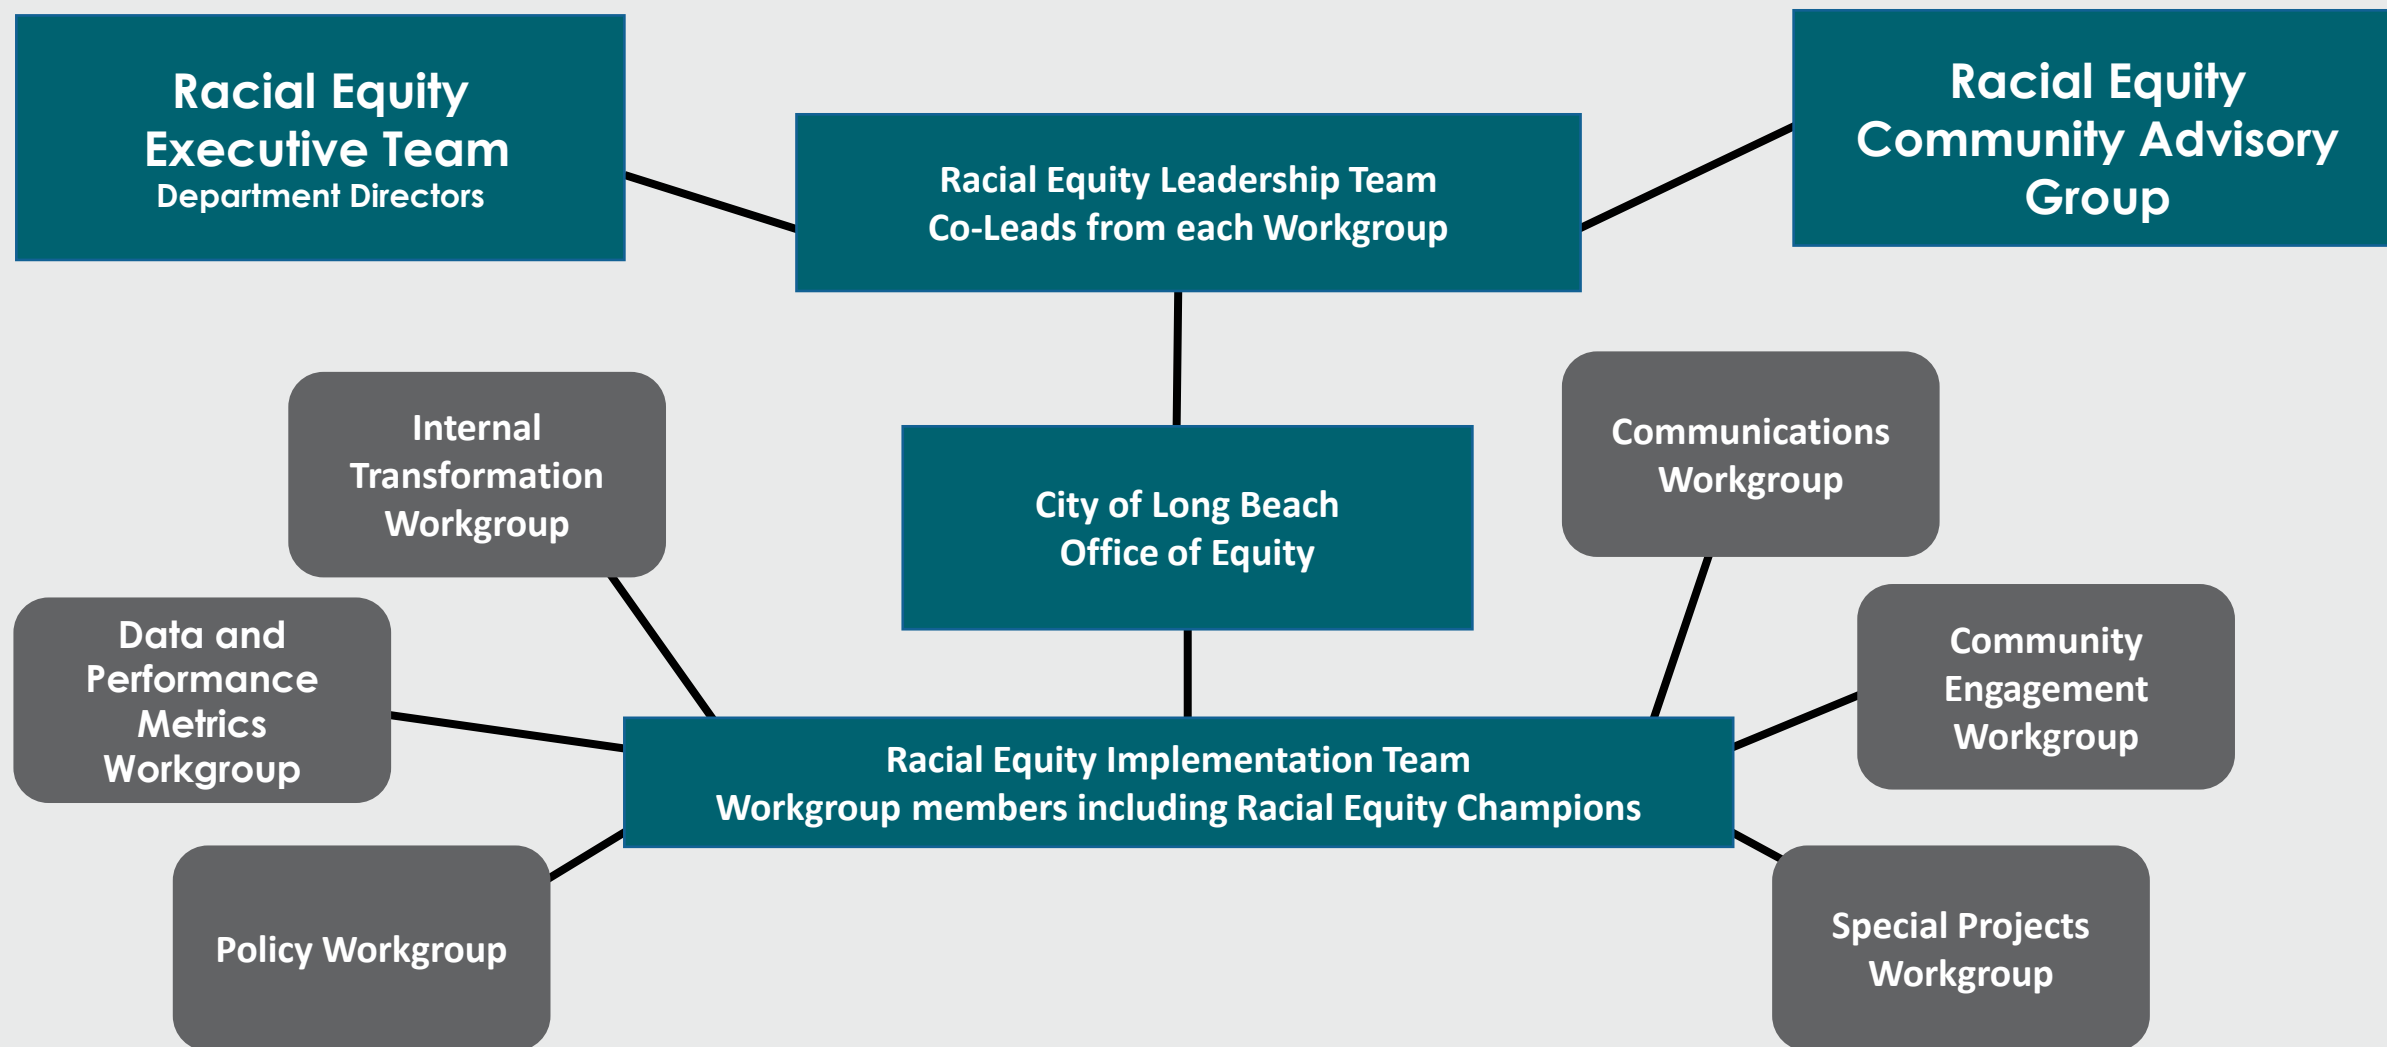 Racial Equity
Executive Team
Department Directors
Racial Equity Leadership Team
Co-Leads from each Workgroup
Racial Equity
Community Advisory
Group
Internal
Transformation
Workgroup
City of Long Beach
Office of Equity
Communications
Workgroup
Data and
Performance
Metrics
Workgroup
Community
Engagement
Workgroup
Racial Equity Implementation Team
Workgroup members including Racial Equity Champions
Policy Workgroup
Special Projects
Workgroup